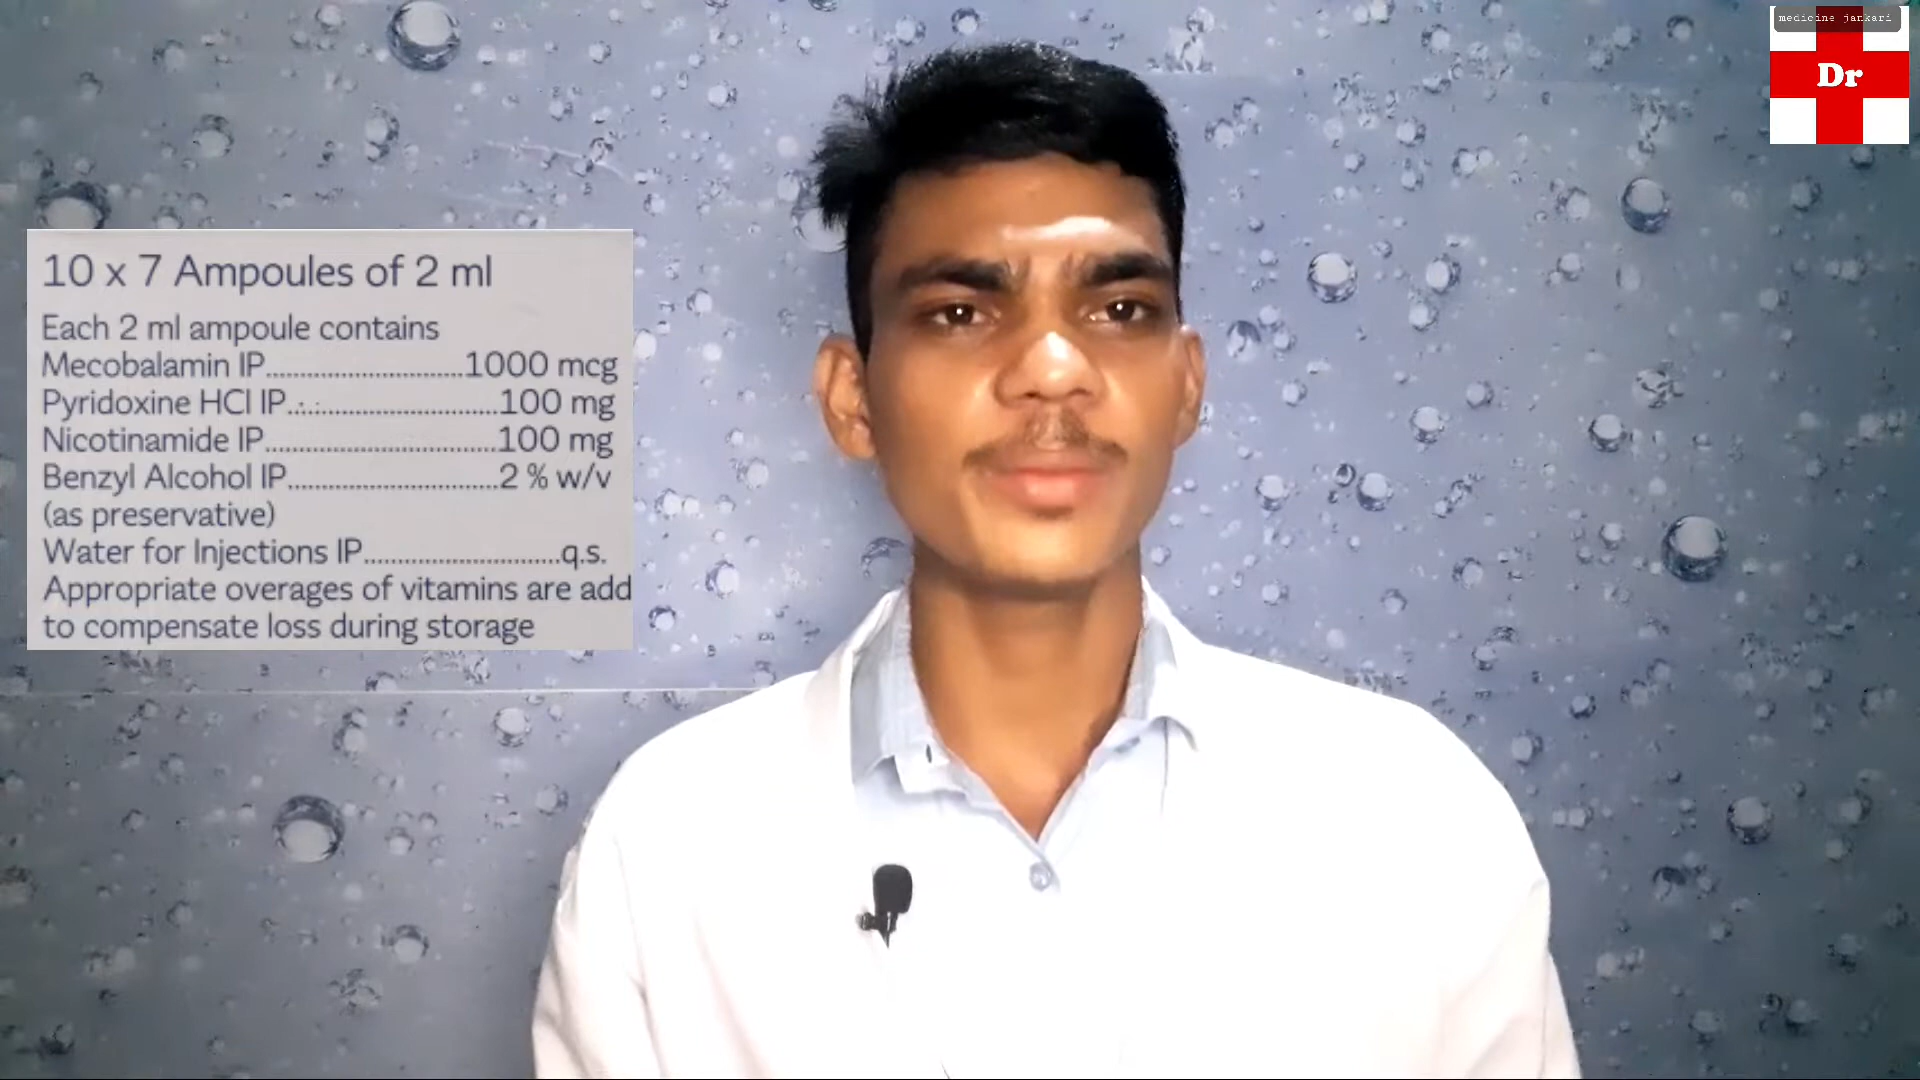 medicine jankari
Dr
10 x 7 Ampoules of 2 ml
Each 2 ml ampoule contains
Mecobalamin IP..............................1000 mcg
Pyridoxine HCl IP................................100 mg
Nicotinamide IP...................................100 mg
Benzyl Alcohol IP................................2 % w/v
(as preservative)
Water for Injections IP.............................q.s.
Appropriate overages of vitamins are add
to compensate loss during storage